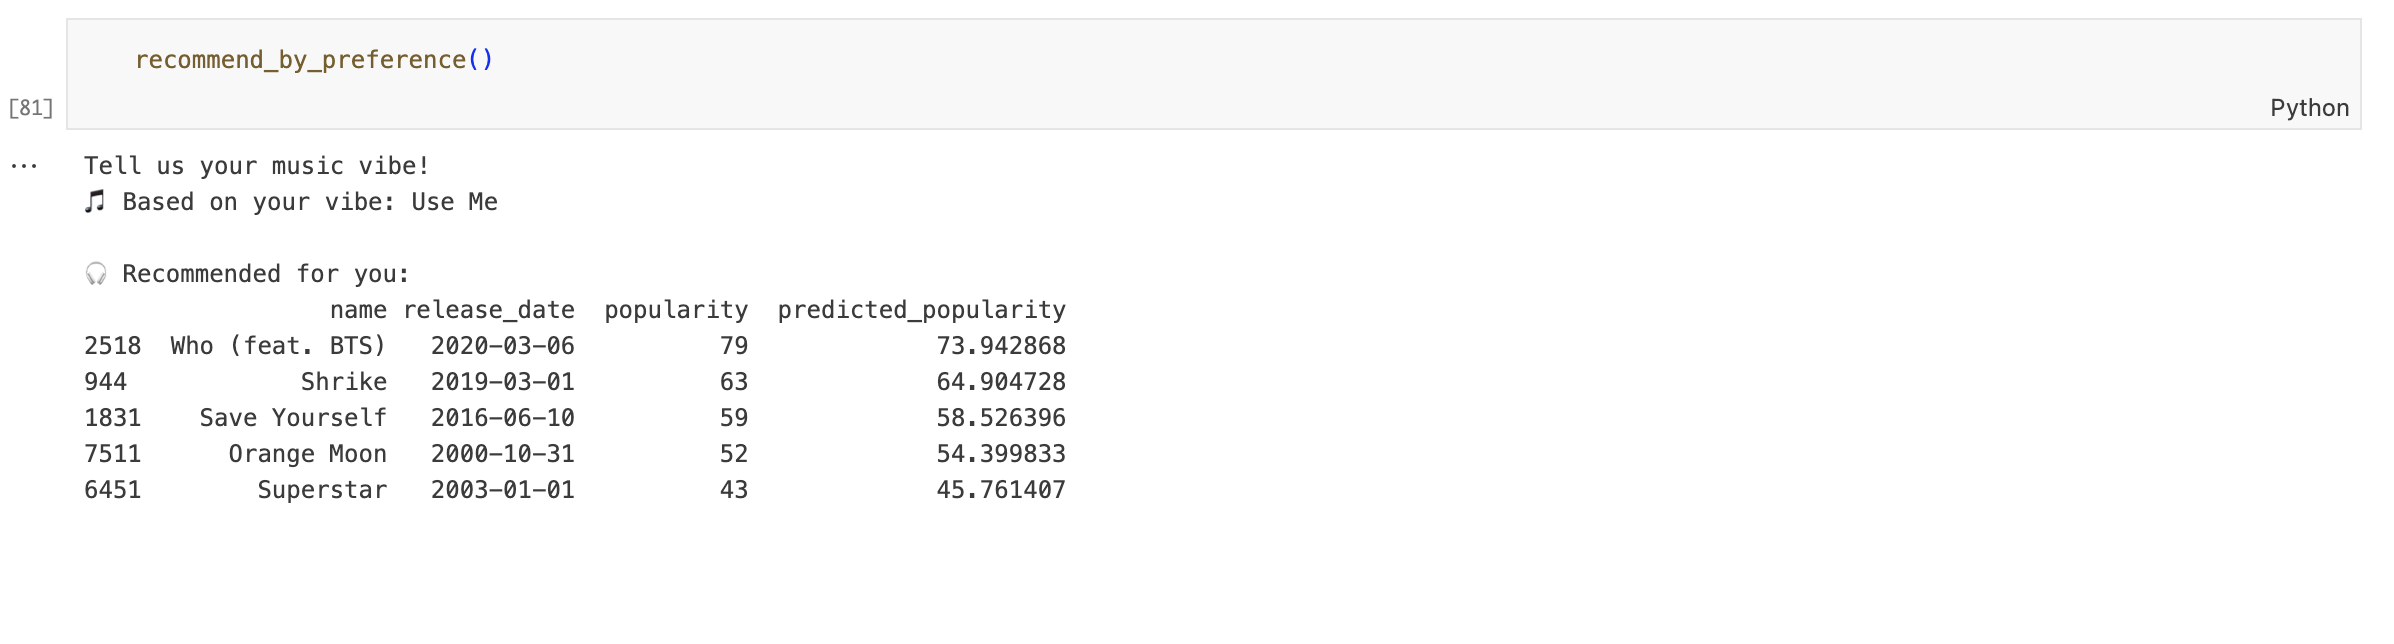 recommend_by_preference()
[81]
Python
... Tell us your music vibe!
🎵 Based on your vibe: Use Me
🎧 Recommended for you:
name release_date popularity predicted_popularity
2518 Who (feat. BTS) 2020-03-06 79 73.942868
944 Shrike 2019-03-01 63 64.904728
1831 Save Yourself 2016-06-10 59 58.526396
7511 Orange Moon 2000-10-31 52 54.399833
6451 Superstar 2003-01-01 43 45.761407